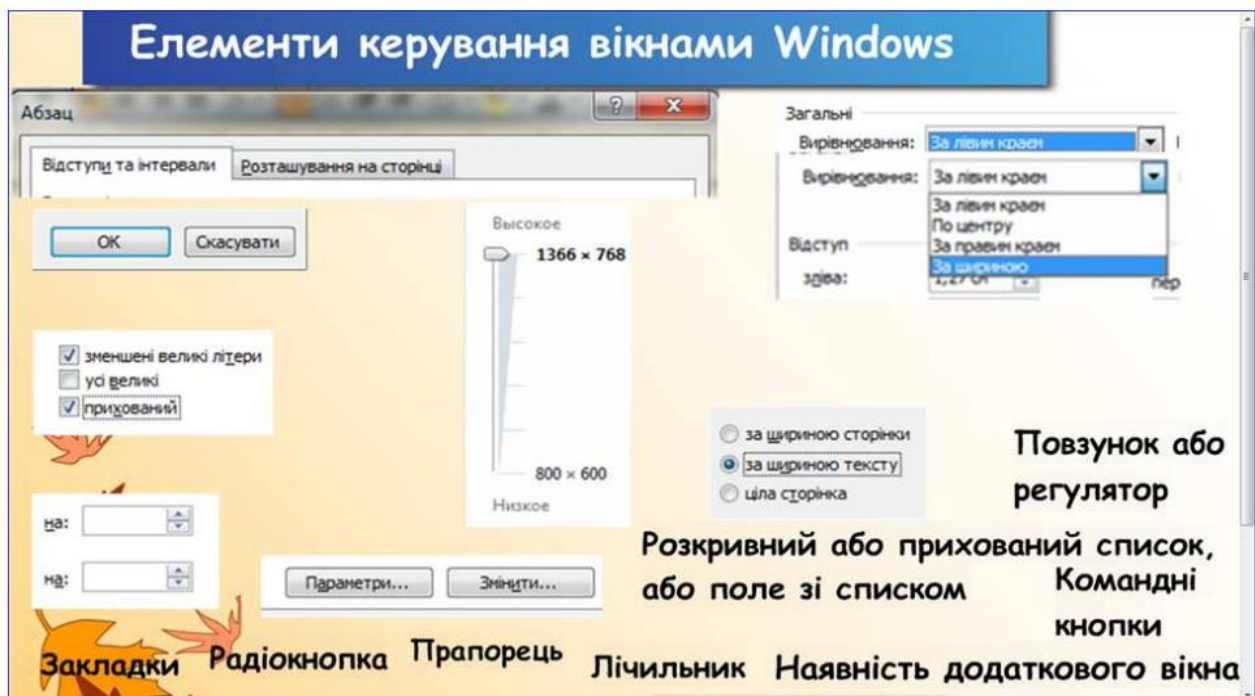 Елементи керування вікнами Windows
Абзац
Відступи та інтервали Розташування на сторінці
Загальні
Вирівнювання: За лівим краєм
Вирівнювання: За лівим краєм
За лівим краєм
По центру
За правим краєм
За шириною
Відступ
зліва:
ОК Скасувати
Высокое
1366 × 768
800 × 600
Низкое
зменшені великі літери
усі великі
прихований
за шириною сторінки
за шириною тексту
ціла сторінка
Повзунок або
регулятор
на:
на:
Параметри... Змінити...
Розкривний або прихований список,
або поле зі списком
Командні
кнопки
Закладки Радіокнопка Прапорець Лічильник Наявність додаткового вікна